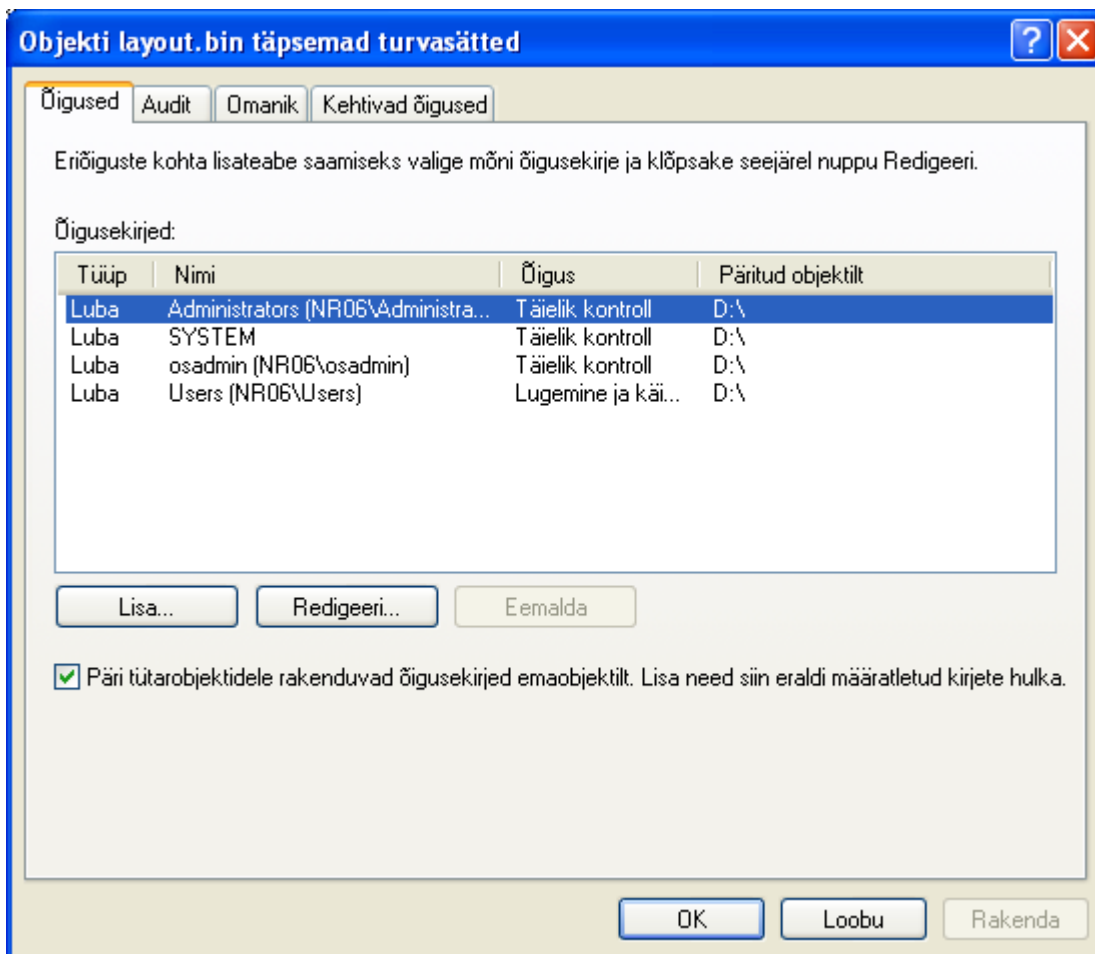 Objekti layout.bin täpsemad turvasätted
Õigused Audit Omanik Kehtivad õigused
Eriõiguste kohta lisateabe saamiseks valige mõni õigusekirje ja klõpsake seejärel nuppu Redigeeri.
Õigusekirjed:
Tüüp Nimi Õigus Päritud objektilt
Luba Administrators (NR06\Administra... Täielik kontroll D:\
Luba SYSTEM Täielik kontroll D:\
Luba osadmin (NR06\osadmin) Täielik kontroll D:\
Luba Users (NR06\Users) Lugemine ja käi... D:\
Lisa... Redigeeri... Eemalda
Päri tütarobjektidele rakenduvad õigusekirjed emaobjektilt. Lisa need siin eraldi määratletud kirjete hulka.
OK Loobu Rakenda